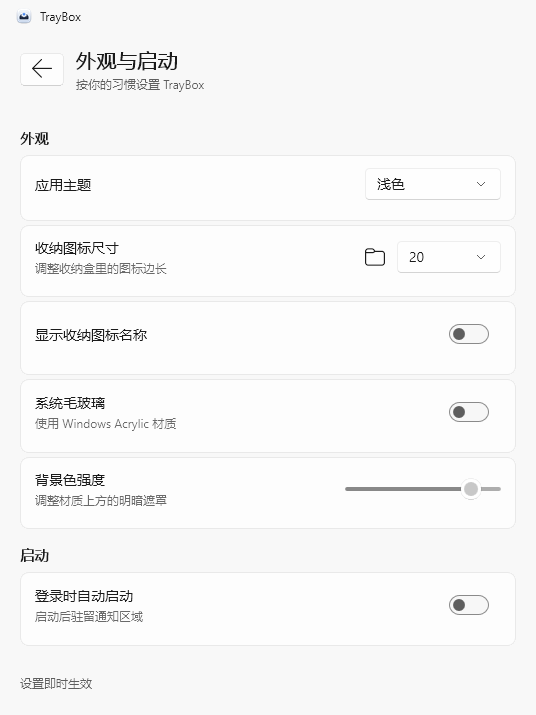 TrayBox
外观与启动
按你的习惯设置 TrayBox
外观
应用主题
浅色
收纳图标尺寸
调整收纳盒里的图标边长
20
显示收纳图标名称
系统毛玻璃
使用 Windows Acrylic 材质
背景色强度
调整材质上方的明暗遮罩
启动
登录时自动启动
启动后驻留通知区域
设置即时生效